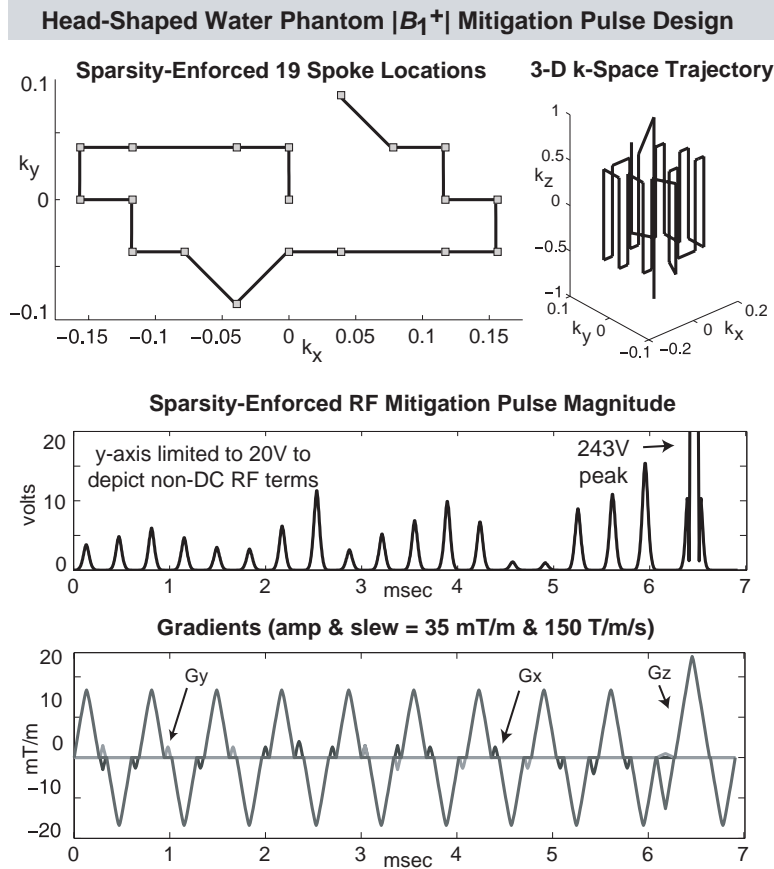 Head-Shaped Water Phantom |B₁⁺| Mitigation Pulse Design
Sparsity-Enforced 19 Spoke Locations
0.1
k_y
0
−0.1
−0.15 −0.1 −0.05 0 0.05 0.1 0.15
k_x
3-D k-Space Trajectory
1
0.5
k_z
0
−0.5
−1
0.1
k_y 0
−0.1
−0.2
0
k_x
0.2
Sparsity-Enforced RF Mitigation Pulse Magnitude
20
volts
10
0
y-axis limited to 20V to
depict non-DC RF terms
243V
peak
0 1 2 3 4 5 6 7
msec
Gradients (amp & slew = 35 mT/m & 150 T/m/s)
20
10
0
mT/m
−10
−20
Gy
Gx
Gz
0 1 2 3 4 5 6 7
msec